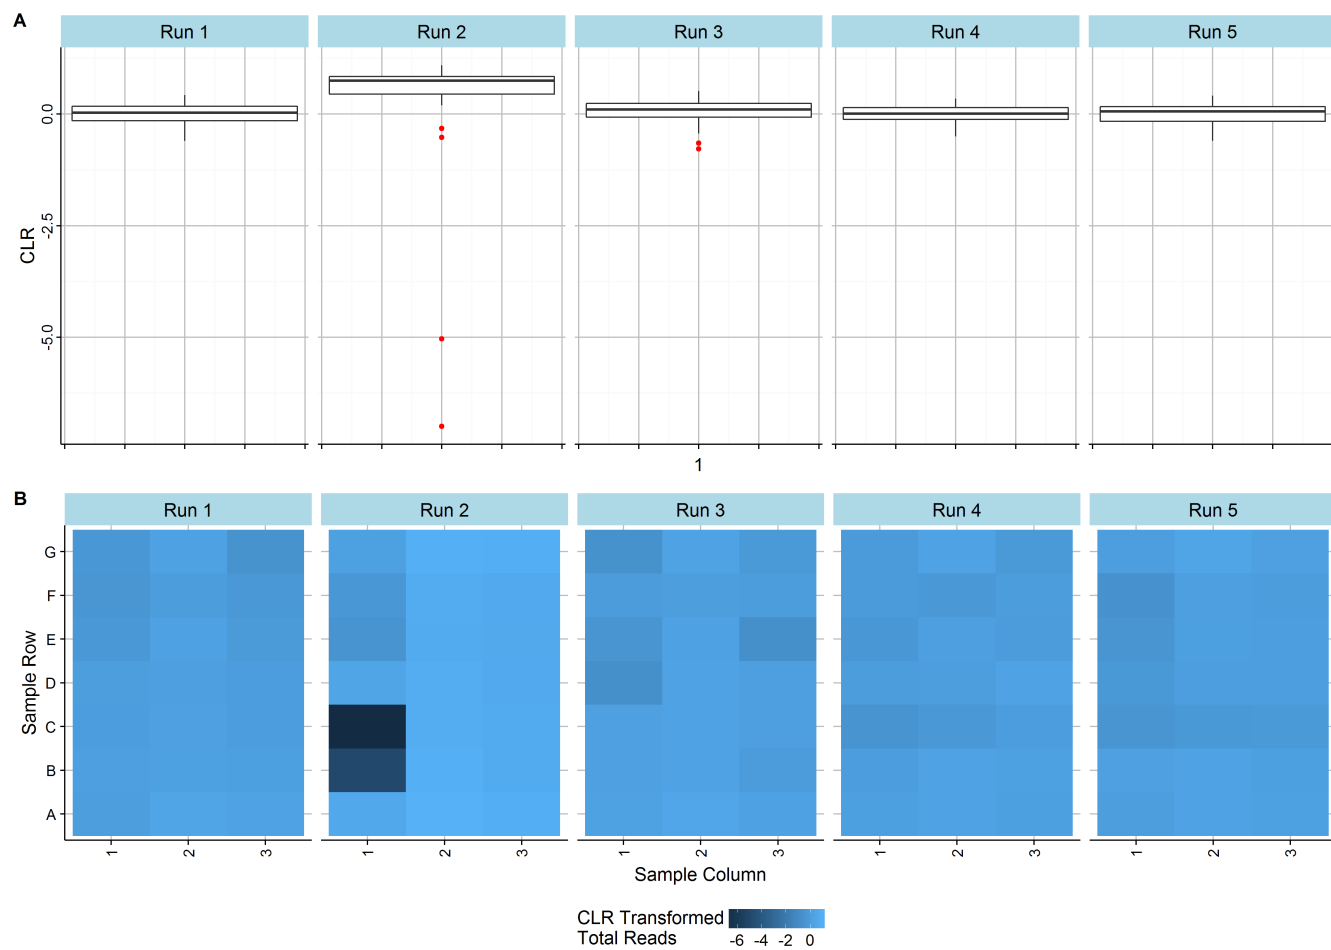 A
Run 1 Run 2 Run 3 Run 4 Run 5
CLR
0.0
-2.5
-5.0
1
B
Run 1 Run 2 Run 3 Run 4 Run 5
Sample Row
G
F
E
D
C
B
A
1 2 3 1 2 3 1 2 3 1 2 3 1 2 3
Sample Column
CLR Transformed
Total Reads
-6 -4 -2 0